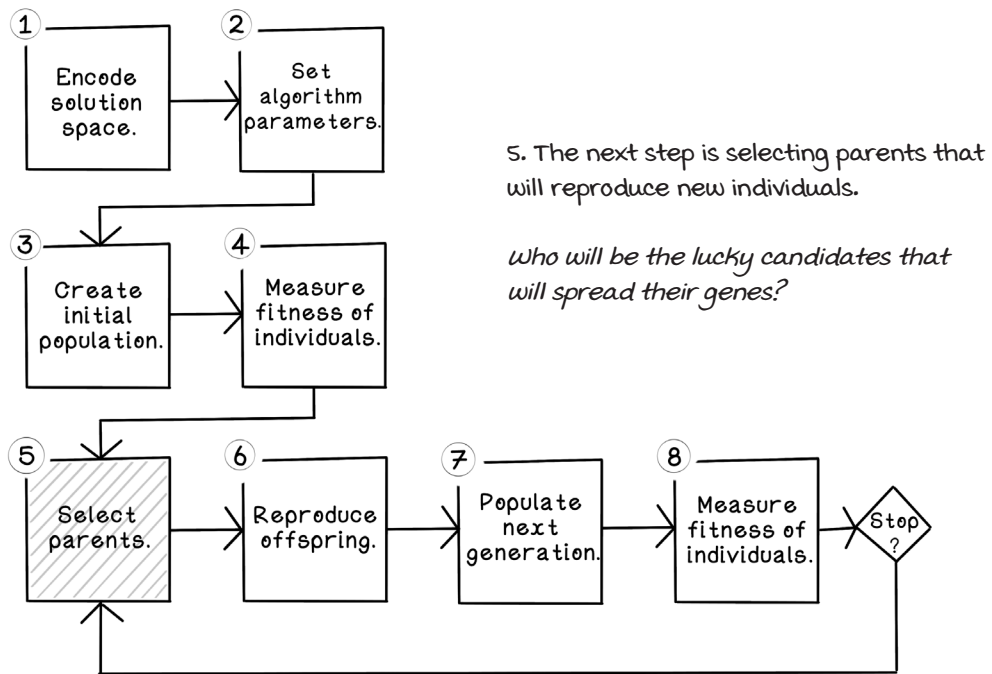 1
Encode
solution
space.
2
Set
algorithm
parameters.
5. The next step is selecting parents that
will reproduce new individuals.
Who will be the lucky candidates that
will spread their genes?
3
Create
initial
population.
4
Measure
fitness of
individuals.
5
Select
parents.
6
Reproduce
offspring.
7
Populate
next
generation.
8
Measure
fitness of
individuals.
Stop
?